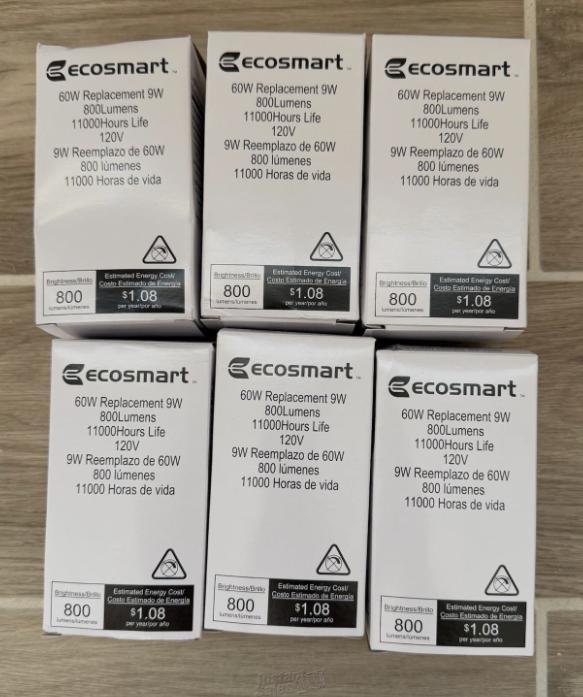 ecosmart
60W Replacement 9W
800Lumens
11000Hours Life
120V
9W Reemplazo de 60W
800 lúmenes
11000 Horas de vida
Brightness/Brillo
800
lumens/lúmenes
Estimated Energy Cost/
Costo Estimado de Energía
$1.08
per year/por año
ecosmart
60W Replacement 9W
800Lumens
11000Hours Life
120V
9W Reemplazo de 60W
800 lúmenes
11000 Horas de vida
Brightness/Brillo
800
lumens/lúmenes
Estimated Energy Cost/
Costo Estimado de Energía
$1.08
per year/por año
ecosmart
60W Replacement 9W
800Lumens
11000Hours Life
120V
9W Reemplazo de 60W
800 lúmenes
11000 Horas de vida
Brightness/Brillo
800
lumens/lúmenes
Estimated Energy Cost/
Costo Estimado de Energía
$1.08
per year/por año
ecosmart
60W Replacement 9W
800Lumens
11000Hours Life
120V
9W Reemplazo de 60W
800 lúmenes
11000 Horas de vida
Brightness/Brillo
800
lumens/lúmenes
Estimated Energy Cost/
Costo Estimado de Energía
$1.08
per year/por año
ecosmart
60W Replacement 9W
800Lumens
11000Hours Life
120V
9W Reemplazo de 60W
800 lúmenes
11000 Horas de vida
Brightness/Brillo
800
lumens/lúmenes
Estimated Energy Cost/
Costo Estimado de Energía
$1.08
per year/por año
ecosmart
60W Replacement 9W
800Lumens
11000Hours Life
120V
9W Reemplazo de 60W
800 lúmenes
11000 Horas de vida
Brightness/Brillo
800
lumens/lúmenes
Estimated Energy Cost/
Costo Estimado de Energía
$1.08
per year/por año